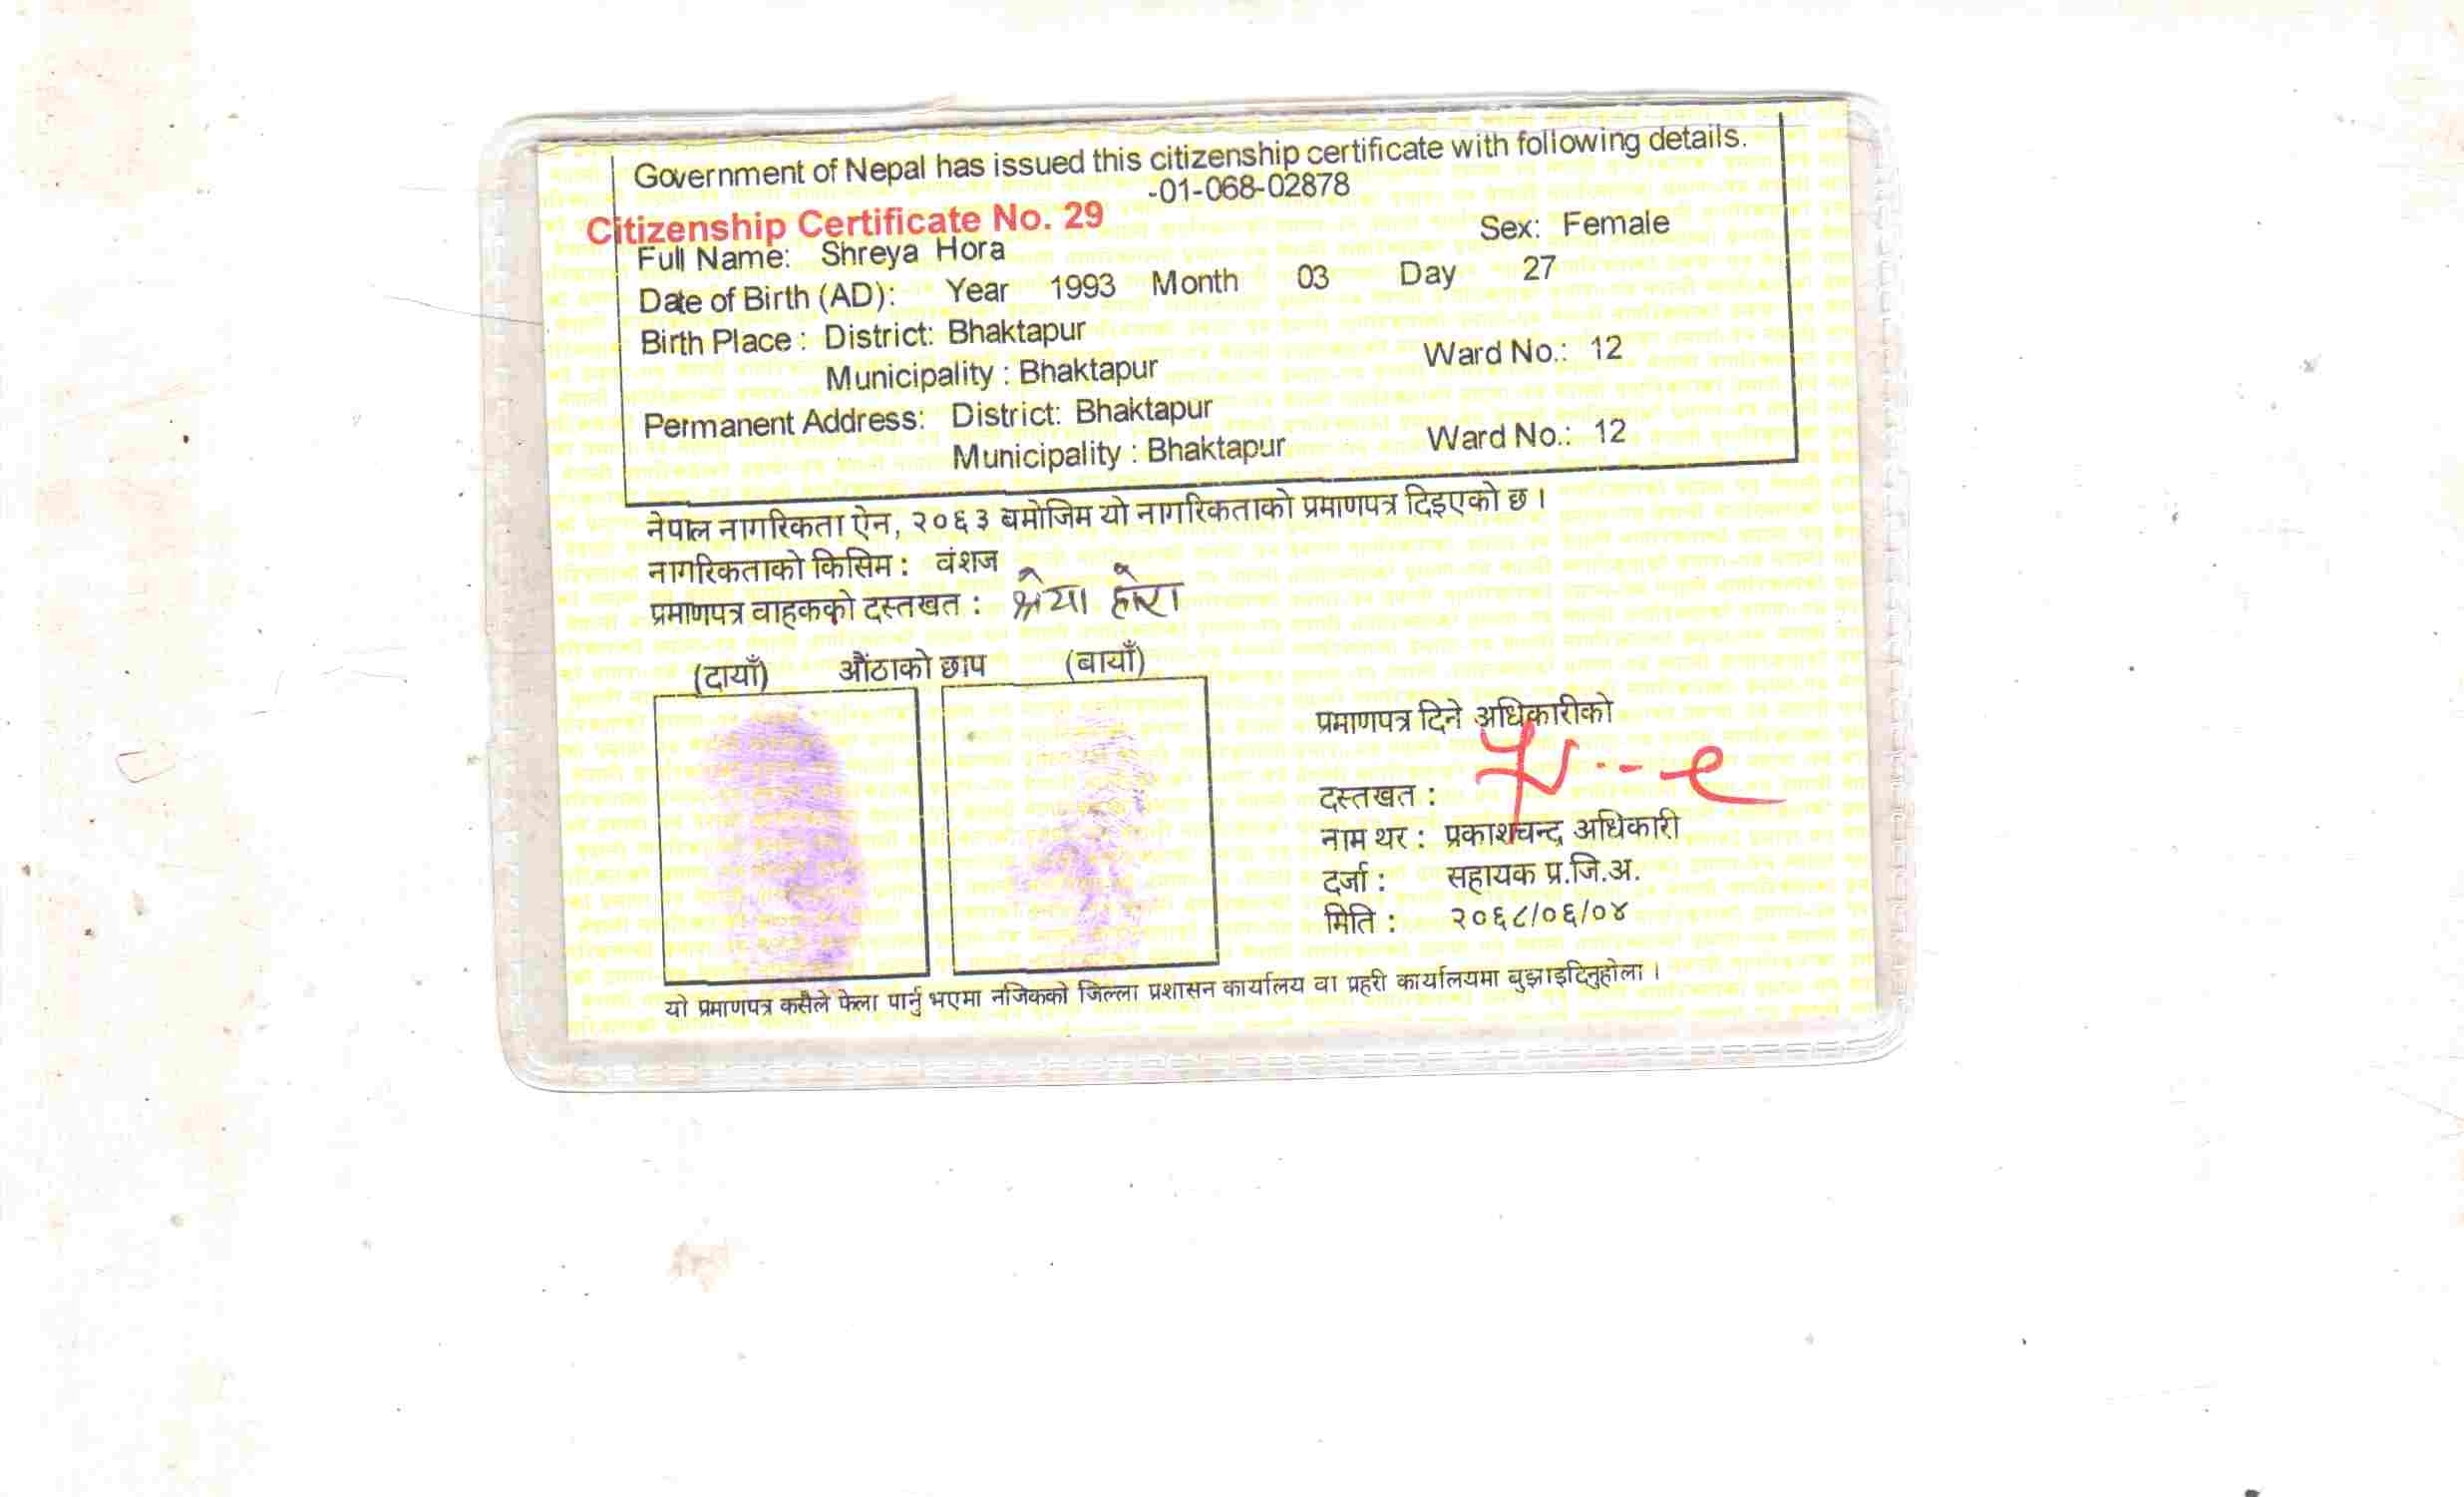 Government of Nepal has issued this citizenship certificate with following details.
Citizenship Certificate No. 29-01-068-02878
Sex: Female
Full Name: Shreya Hora
Date of Birth (AD): Year 1993 Month 03 Day 27
Birth Place : District: Bhaktapur
Municipality : Bhaktapur Ward No.: 12
Permanent Address: District: Bhaktapur
Municipality : Bhaktapur Ward No.: 12
नेपाल नागरिकता ऐन, २०६३ बमोजिम यो नागरिकताको प्रमाणपत्र दिइएको छ ।
नागरिकताको किसिम : वंशज
प्रमाणपत्र वाहकको दस्तखत : श्रेया होरा
(दायाँ) औंठाको छाप (बायाँ)
प्रमाणपत्र दिने अधिकारीको
दस्तखत :
नाम थर : प्रकाशचन्द्र अधिकारी
दर्जा : सहायक प्र.जि.अ.
मिति : २०६८/०६/०४
यो प्रमाणपत्र कसैले फेला पार्नु भएमा नजिकको जिल्ला प्रशासन कार्यालय वा प्रहरी कार्यालयमा बुझाइदिनुहोला ।